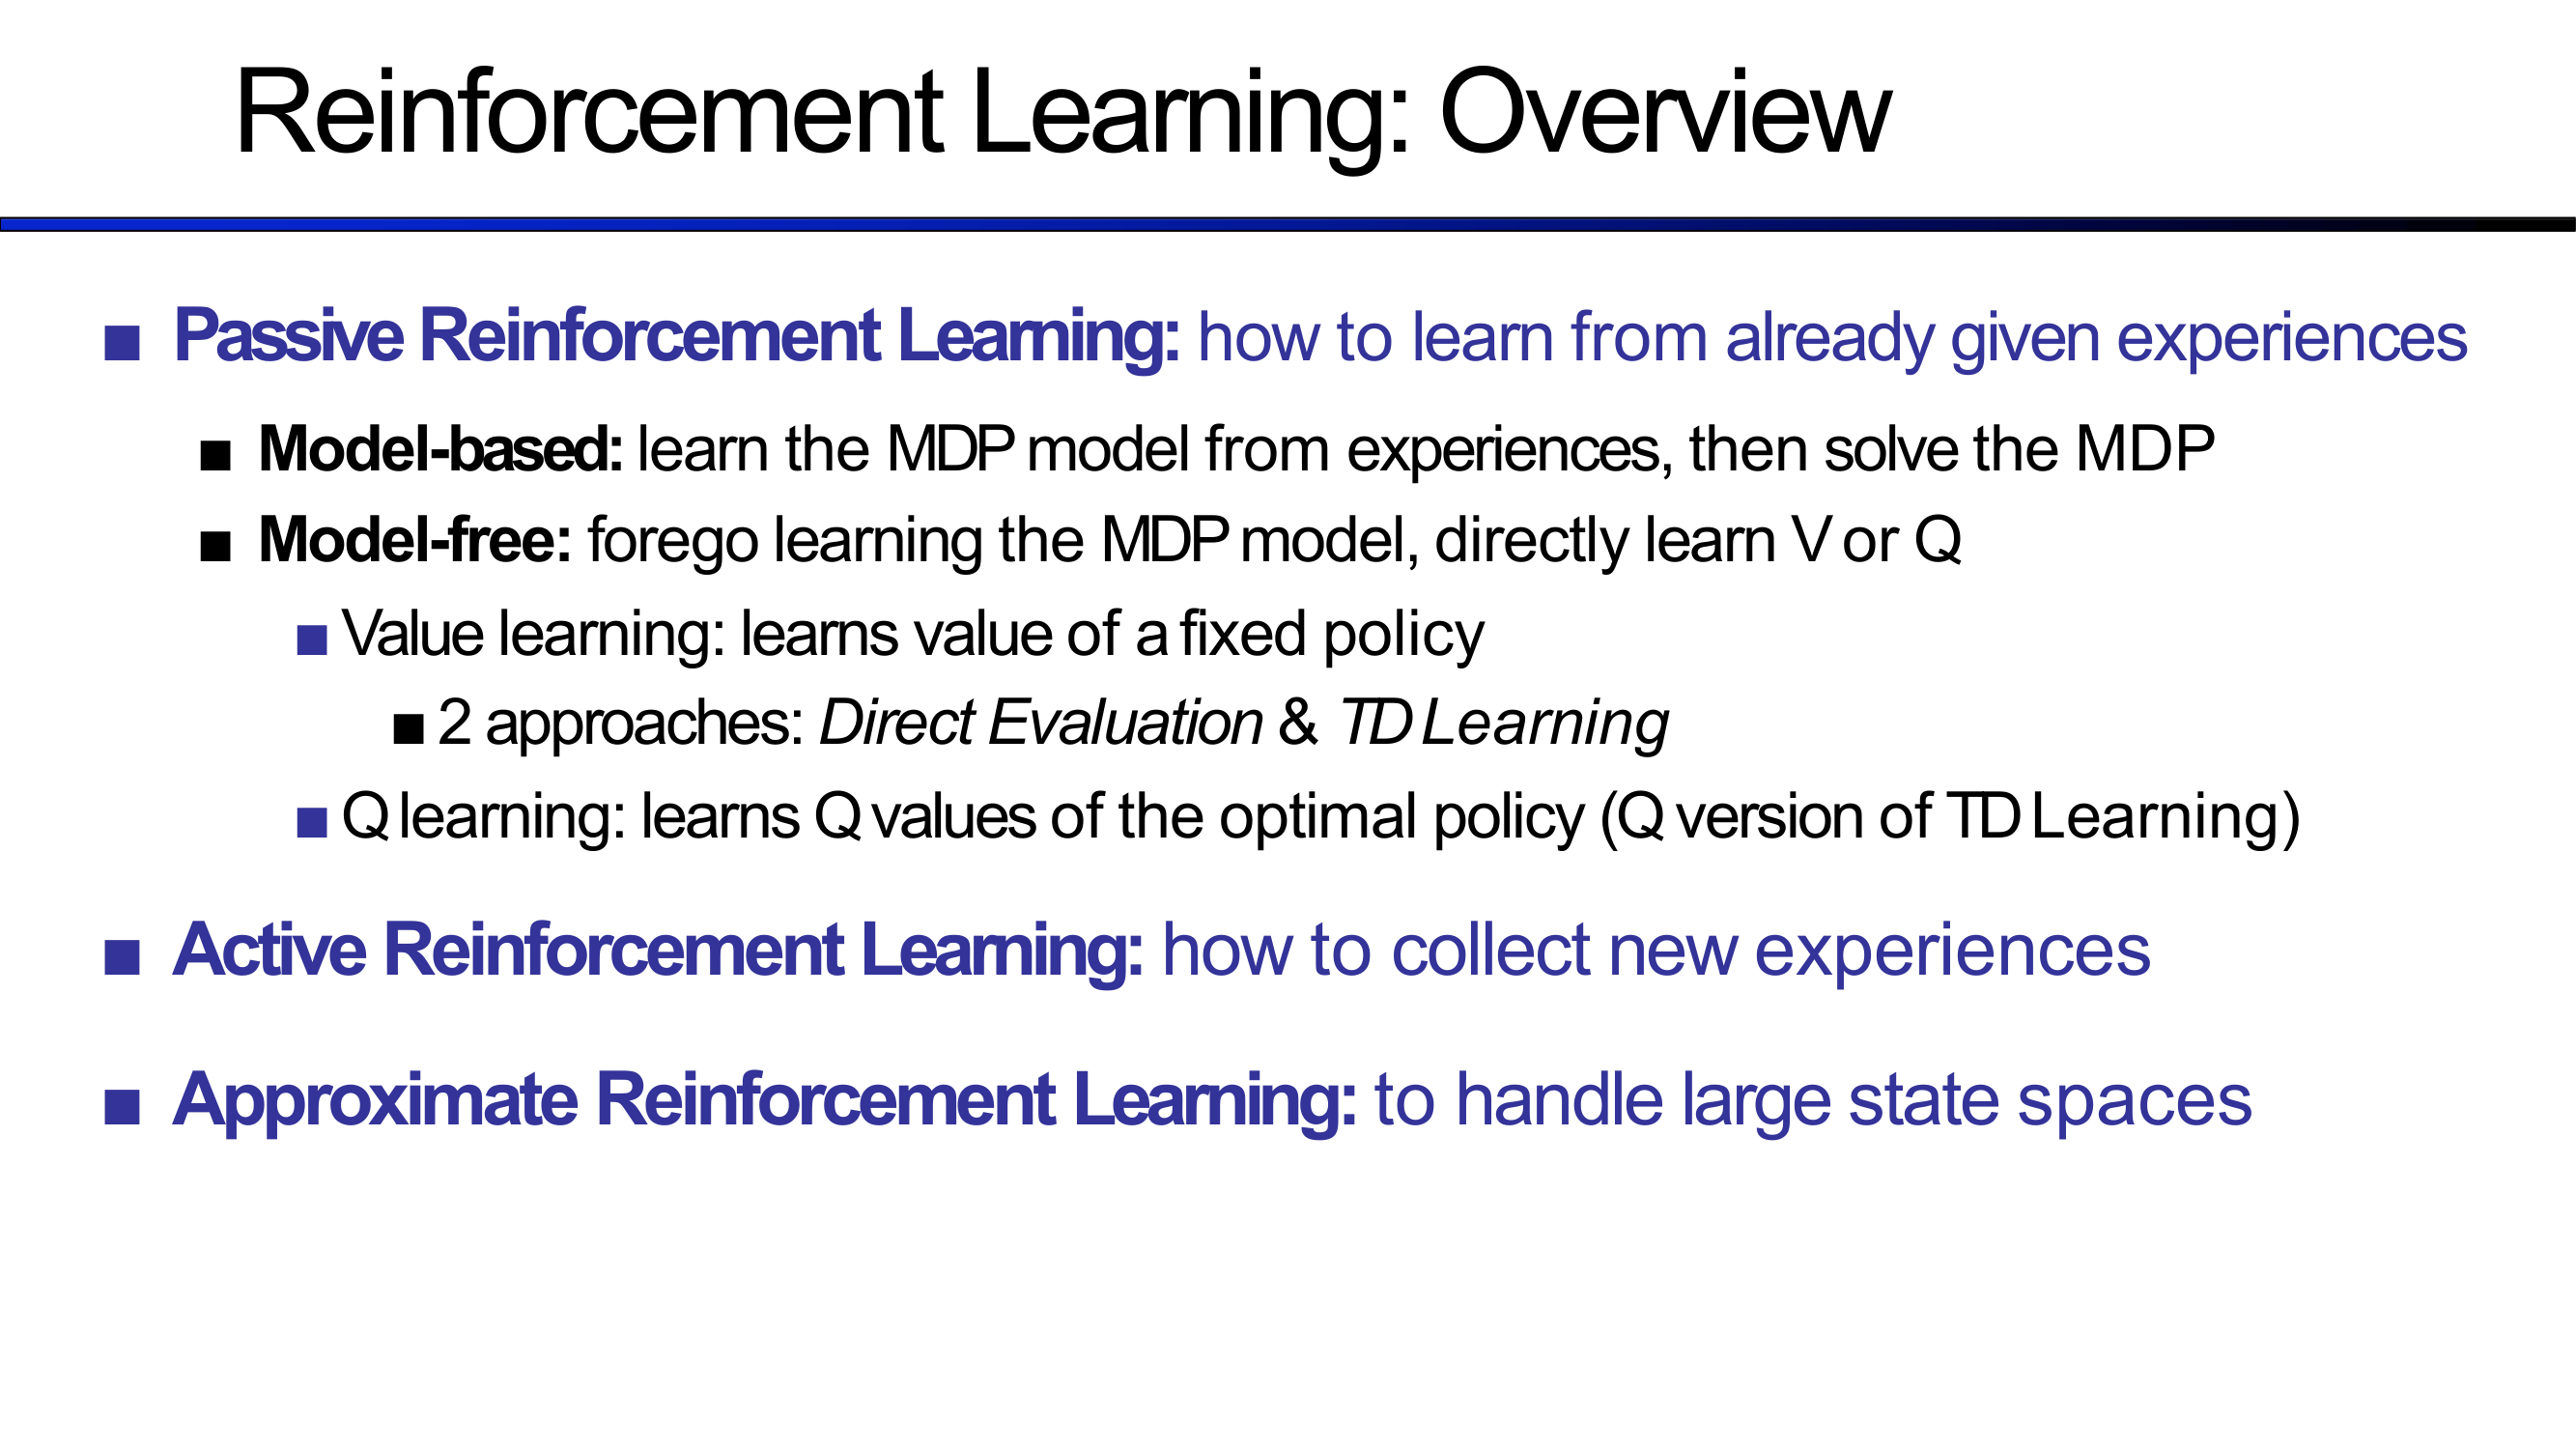 Reinforcement Learning: Overview
■ Passive Reinforcement Learning: how to learn from already given experiences
■ Model-based: learn the MDP model from experiences, then solve the MDP
■ Model-free: forego learning the MDP model, directly learn V or Q
■ Value learning: learns value of a fixed policy
■ 2 approaches: Direct Evaluation & TD Learning
■ Q learning: learns Q values of the optimal policy (Q version of TD Learning)
■ Active Reinforcement Learning: how to collect new experiences
■ Approximate Reinforcement Learning: to handle large state spaces